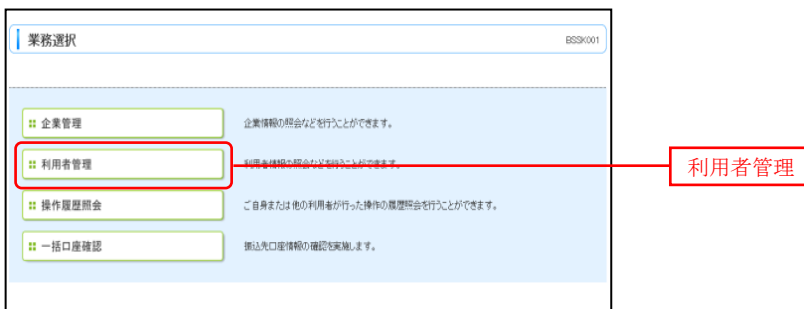 業務選択
BSSK001
企業管理
企業情報の照会などを行うことができます。
利用者管理
利用者情報の照会などを行うことができます。
利用者管理
操作履歴照会
ご自身または他の利用者が行った操作の履歴照会を行うことができます。
一括口座確認
振込先口座情報の確認を実施します。